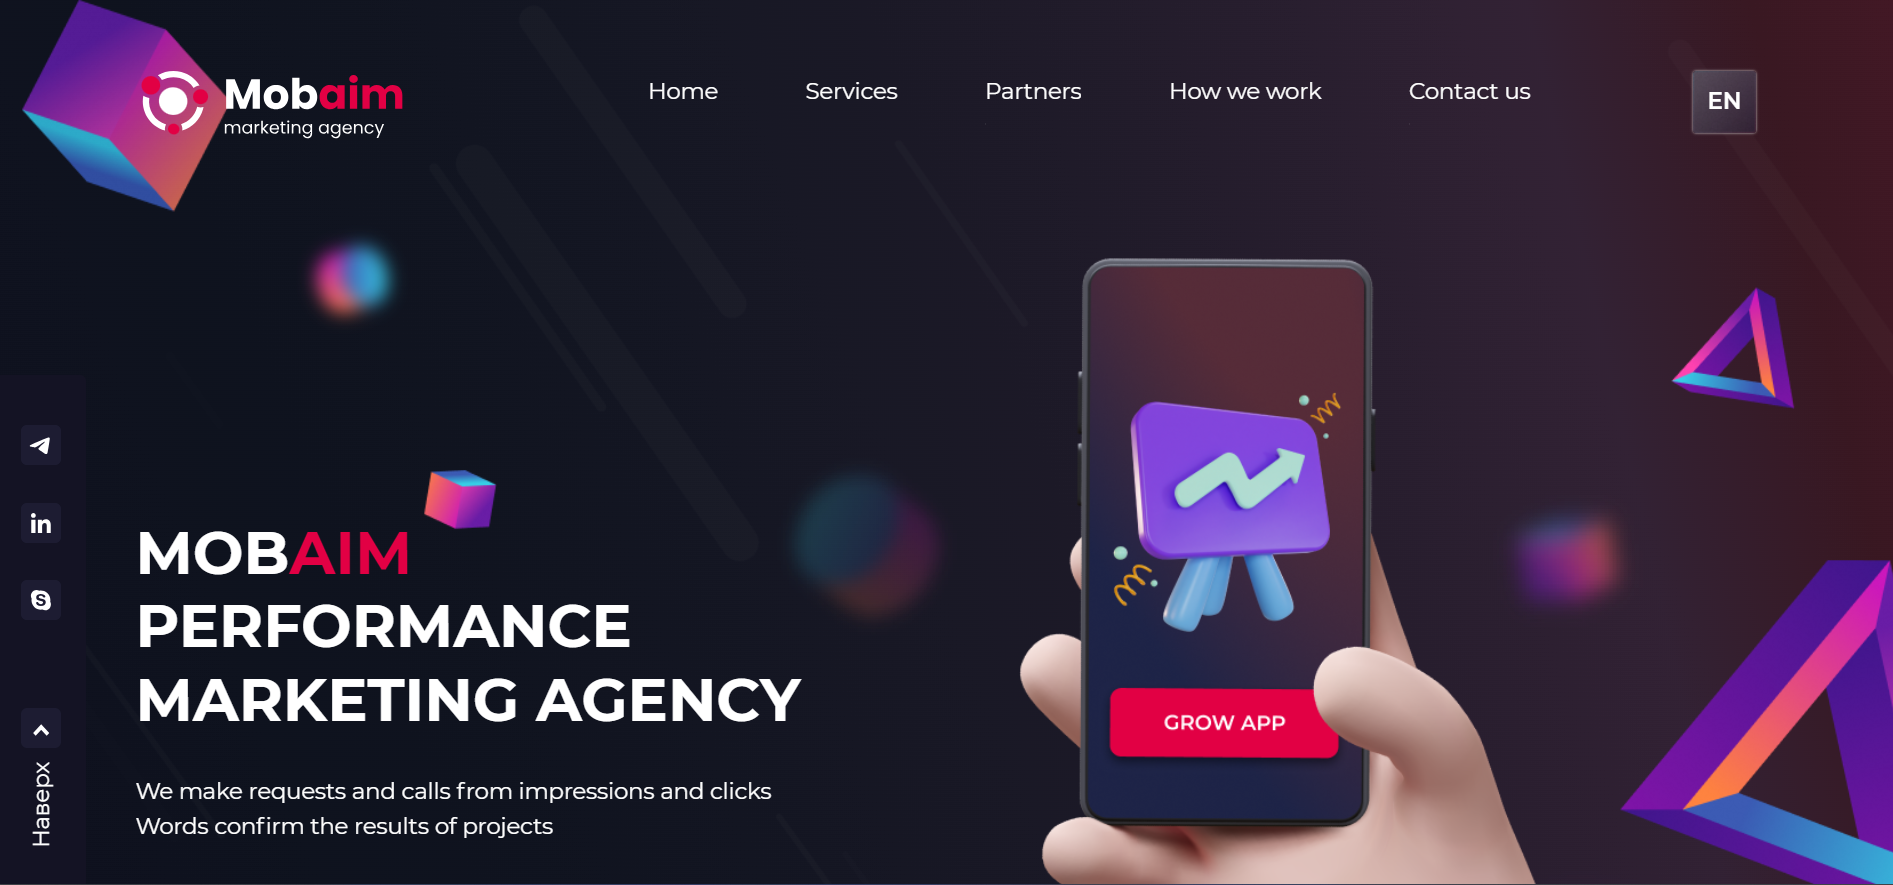 Mobaim
marketing agency
Home
Services
Partners
How we work
Contact us
EN
MOBAIM
PERFORMANCE
MARKETING AGENCY
We make requests and calls from impressions and clicks
Words confirm the results of projects
GROW APP
in
Наверх